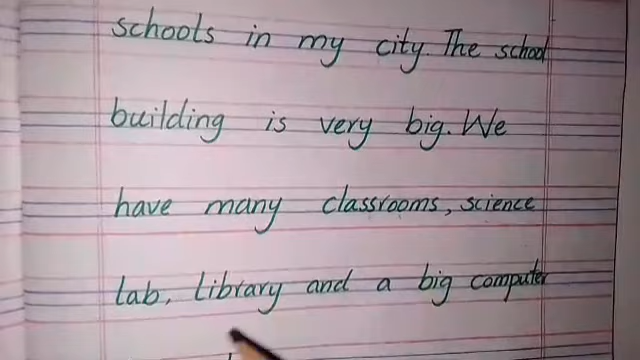 schools in my city. The school
building is very big. We
have many classrooms, science
lab, library and a big computer